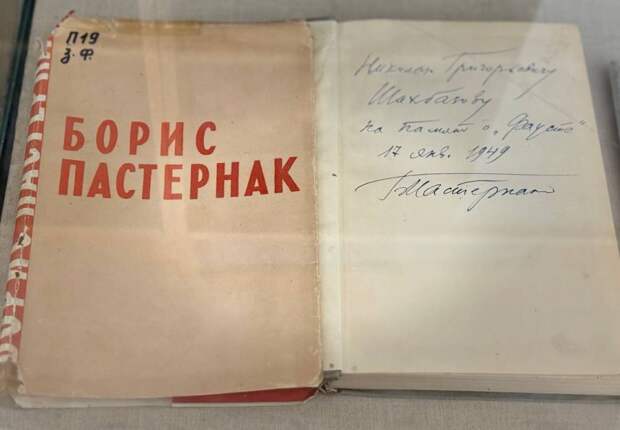 П19
З.Ф.
БОРИС
ПАСТЕРНАК
Николаю Григорьевичу
Шахбазову
на память о „Фаусте“
17 янв. 1949
БПастернак